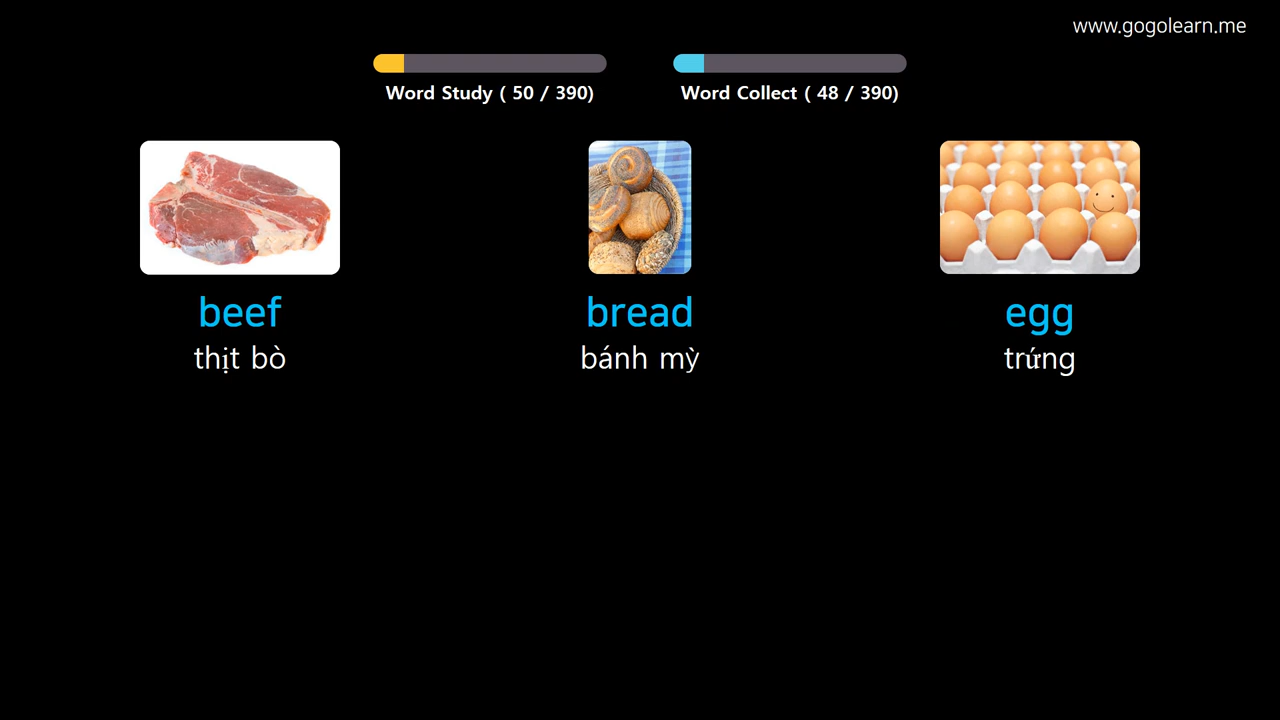 www.gogolearn.me
Word Study ( 50 / 390)
Word Collect ( 48 / 390)
beef
bread
egg
thịt bò
bánh mỳ
trứng